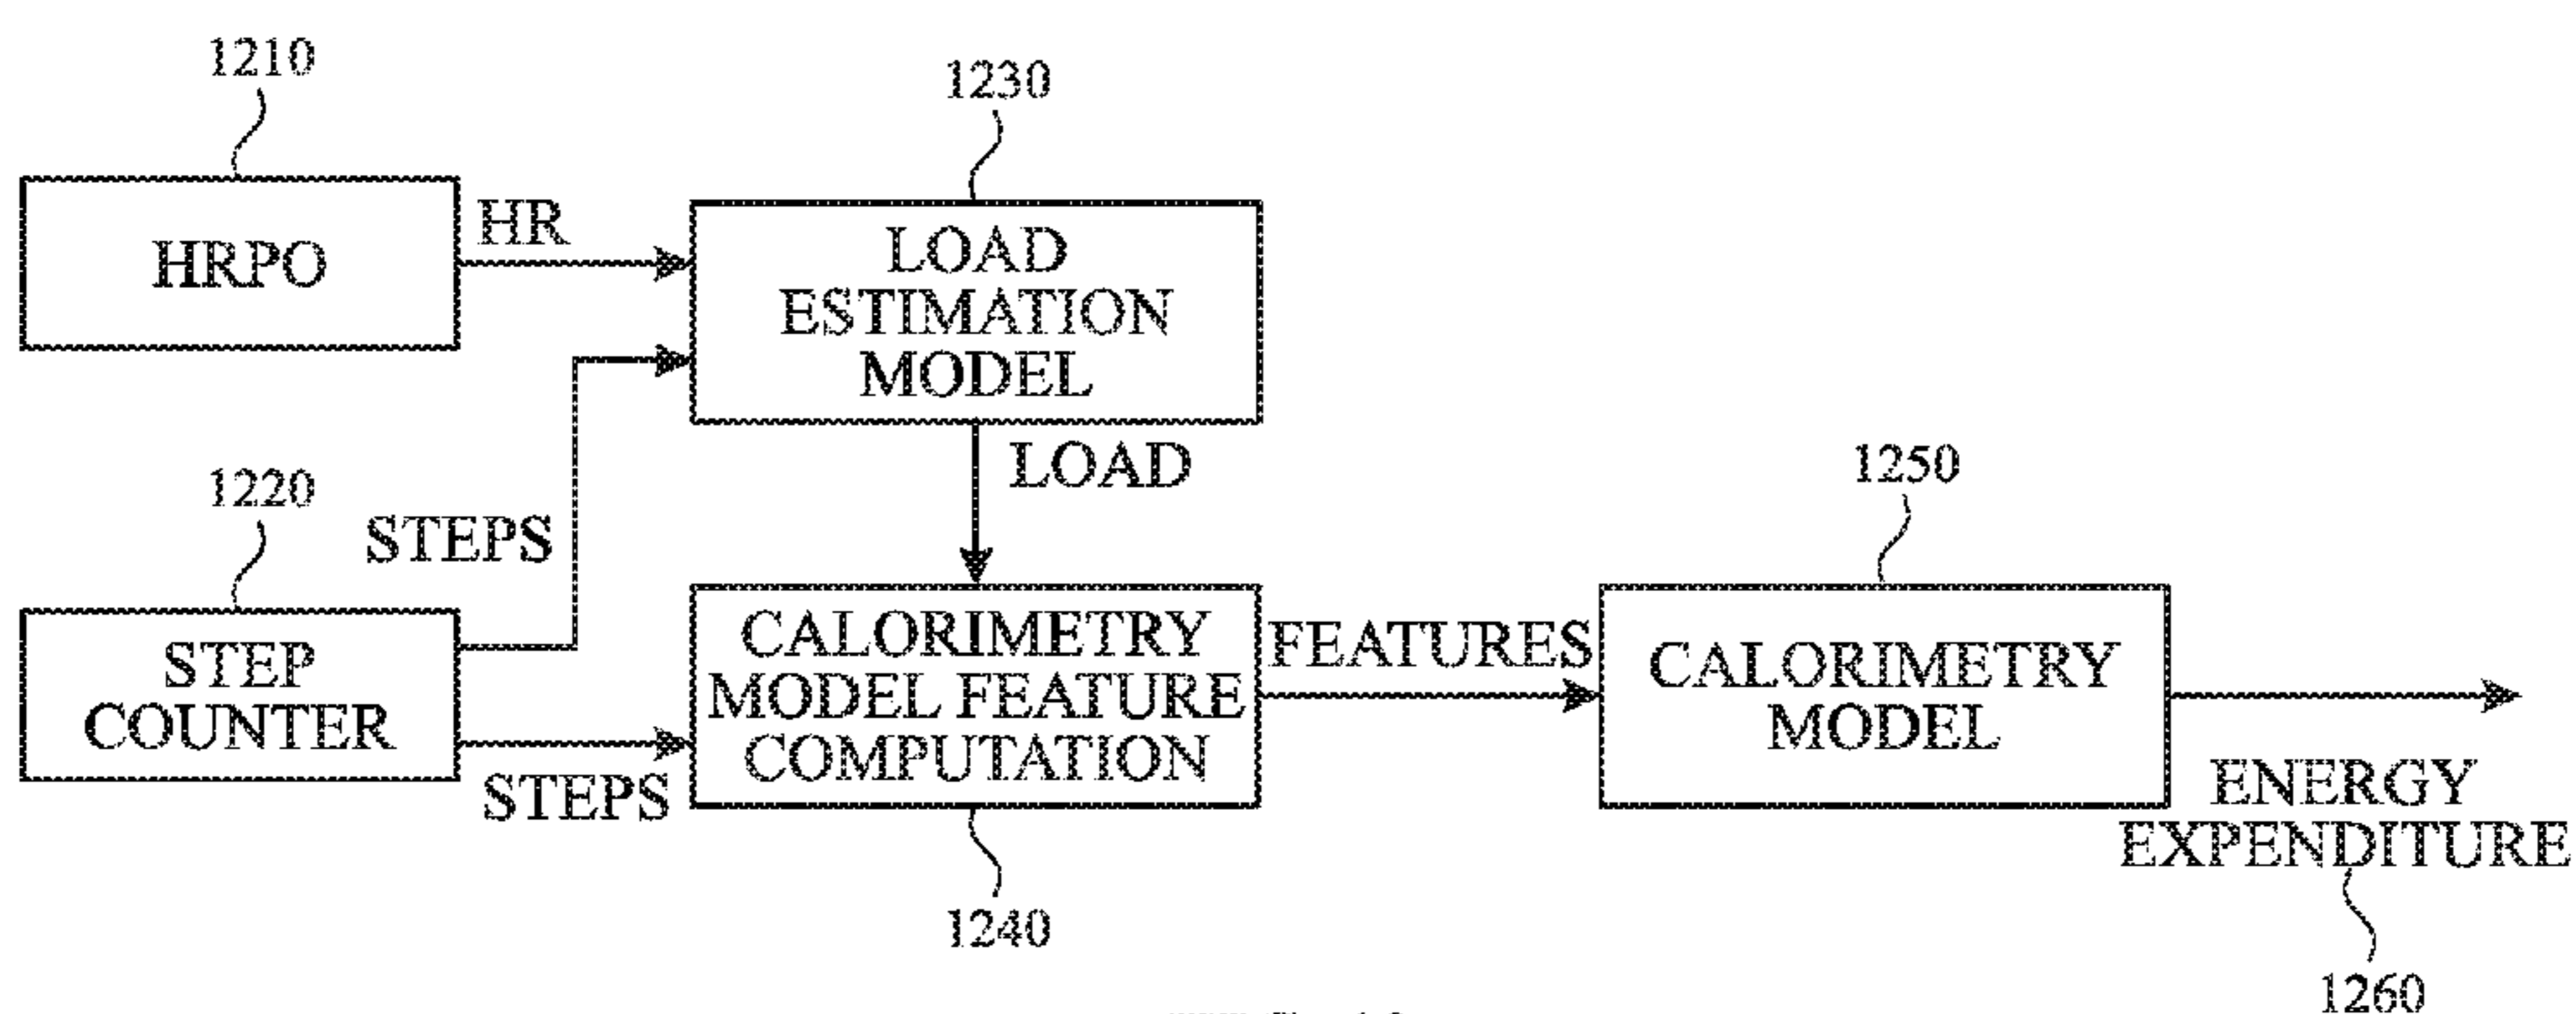 1210
1230
HRPO
HR
LOAD
ESTIMATION
MODEL
LOAD
1220
STEPS
1250
STEP
COUNTER
STEPS
CALORIMETRY
MODEL FEATURE
COMPUTATION
FEATURES
CALORIMETRY
MODEL
ENERGY
EXPENDITURE
1240
1260